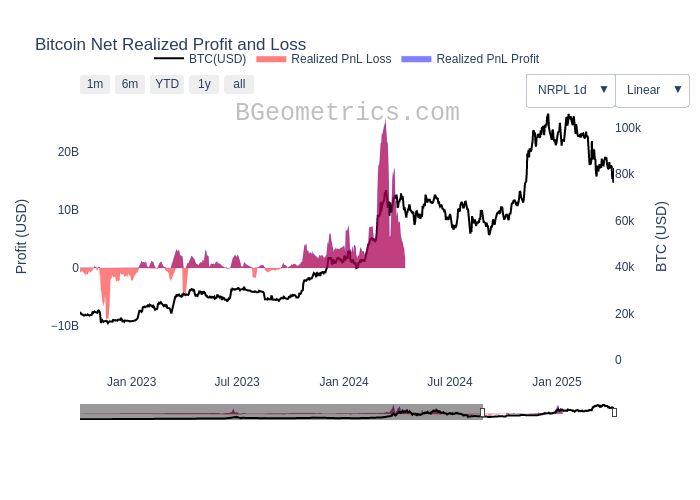 Bitcoin Net Realized Profit and Loss
BTC(USD) Realized PnL Loss Realized PnL Profit
1m 6m YTD 1y all NRPL 1d ▼ Linear ▼
BGeometrics.com
20B
10B
0
−10B
Profit (USD)
100k
80k
60k
40k
20k
0
BTC (USD)
Jan 2023 Jul 2023 Jan 2024 Jul 2024 Jan 2025